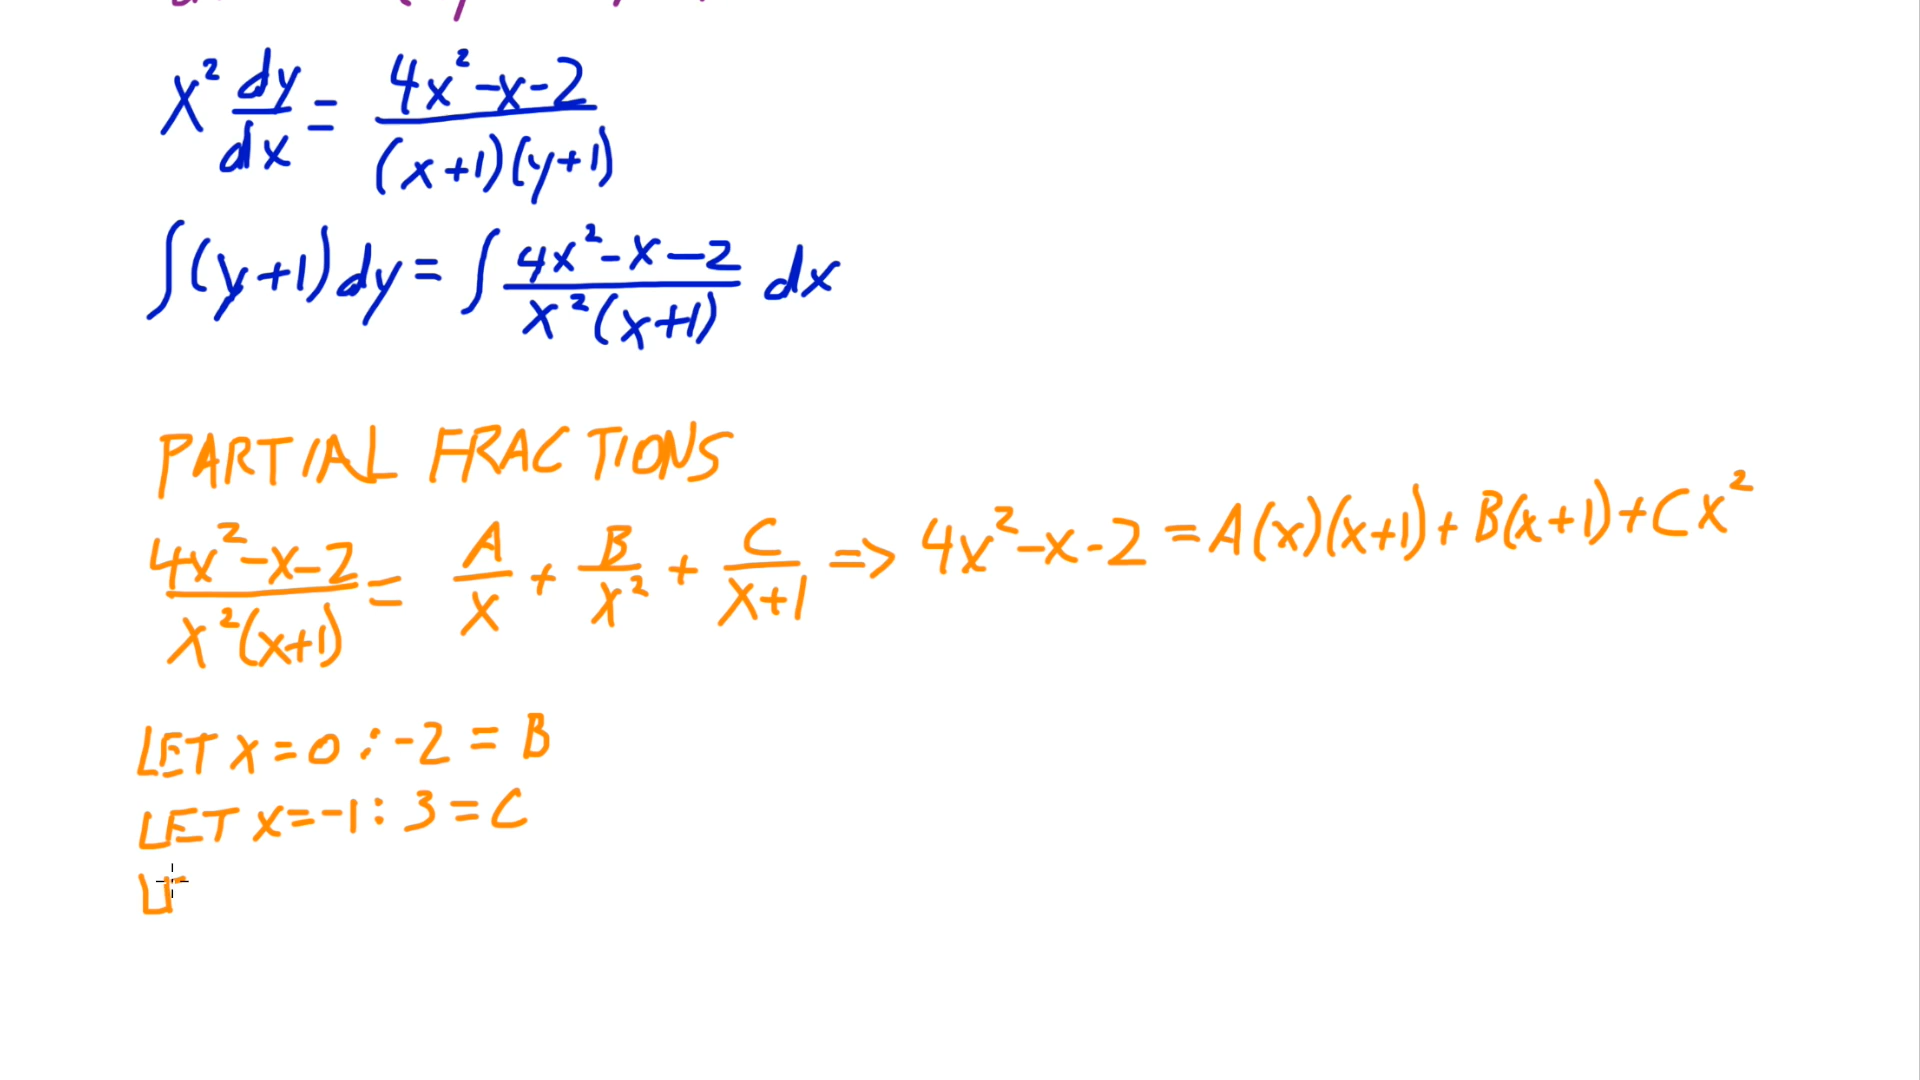 x² dy/dx = (4x²-x-2)/((x+1)(y+1))
∫(y+1)dy = ∫ (4x²-x-2)/(x²(x+1)) dx
PARTIAL FRACTIONS
(4x²-x-2)/(x²(x+1)) = A/x + B/x² + C/(x+1) => 4x²-x-2 = A(x)(x+1) + B(x+1) + Cx²
LET x=0 : -2 = B
LET x=-1 : 3 = C